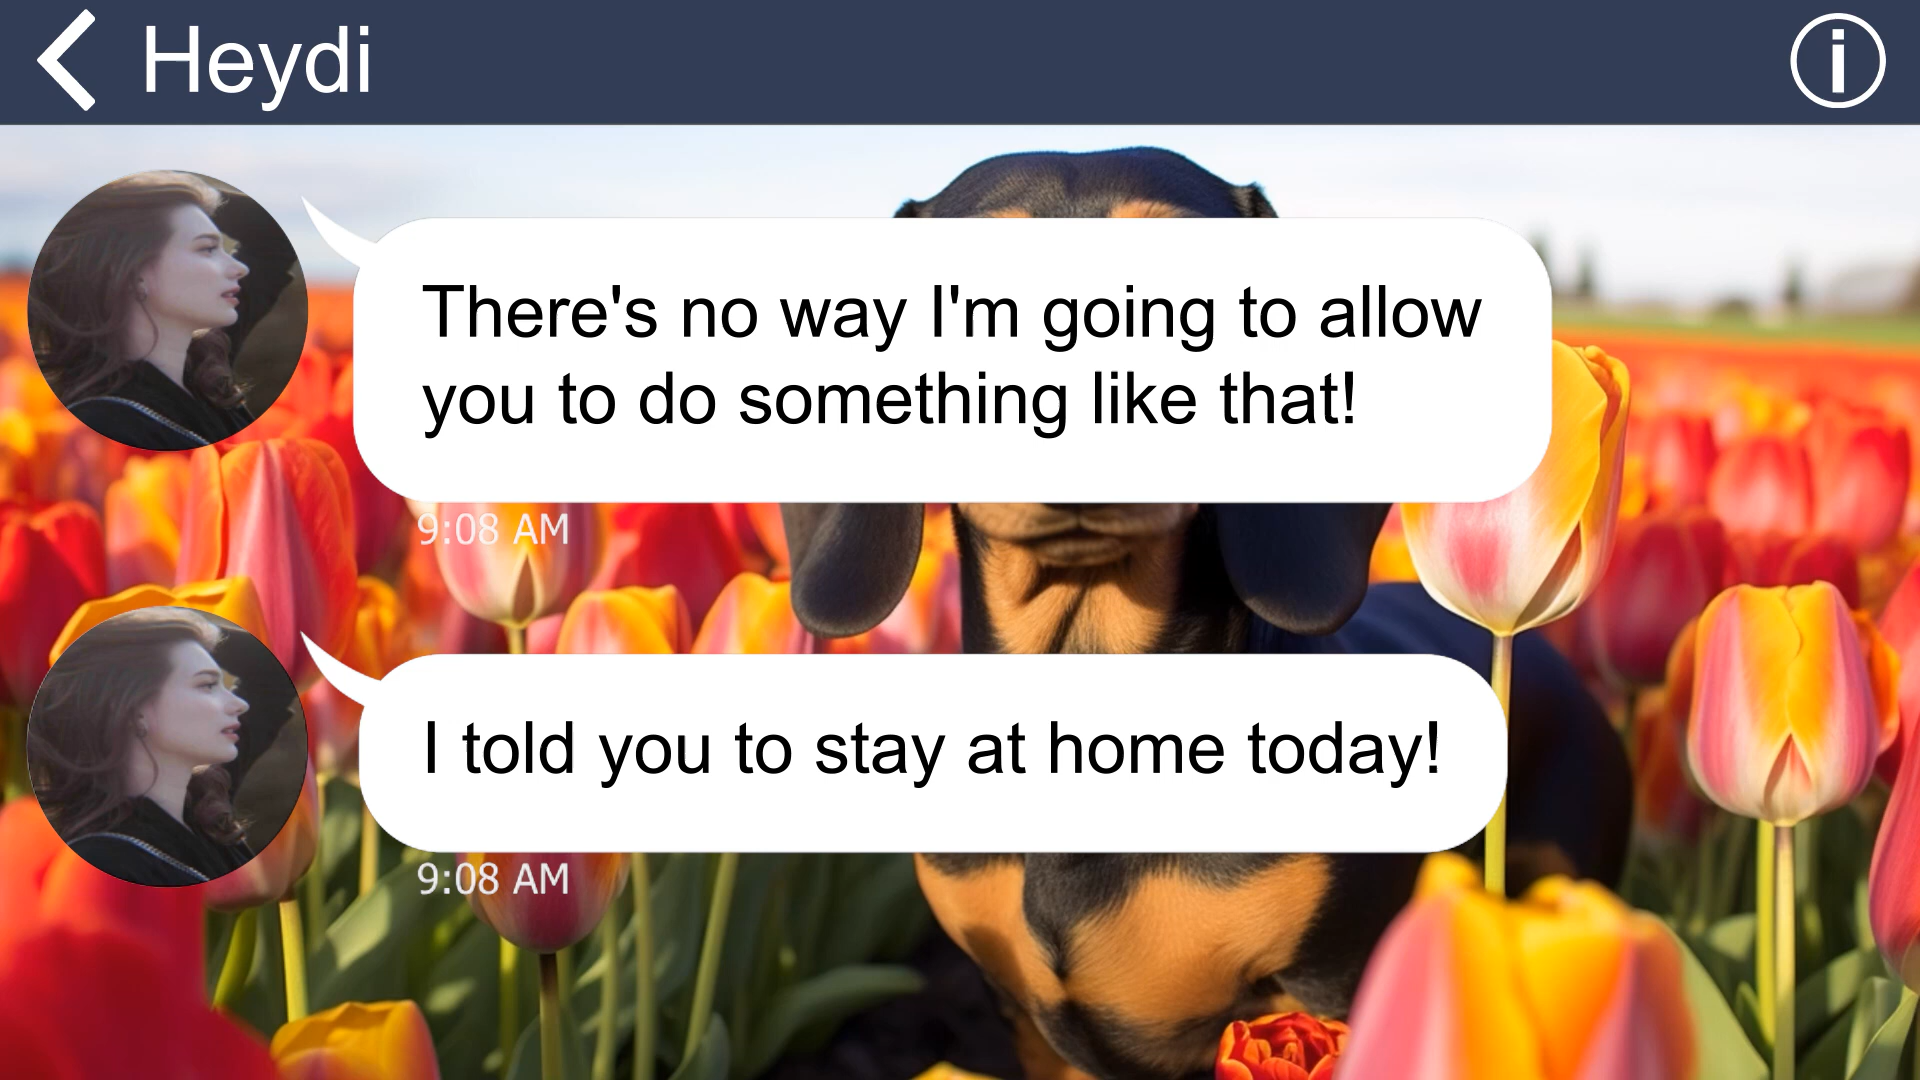 Heydi
There's no way I'm going to allow
you to do something like that!
9:08 AM
I told you to stay at home today!
9:08 AM